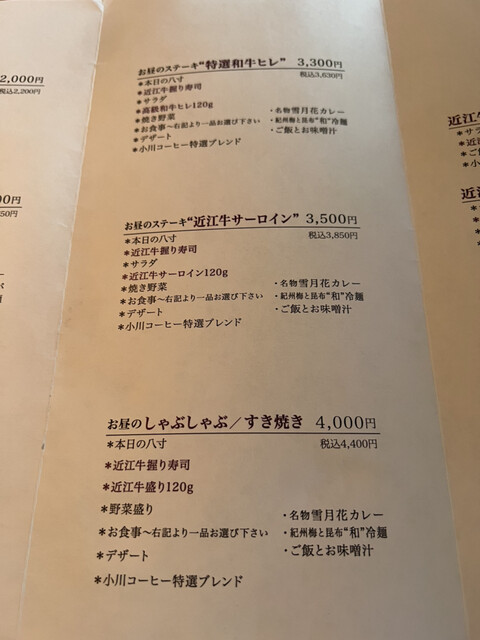 2,000円
税込2,200円
お昼のステーキ“特選和牛ヒレ” 3,300円
税込3,630円
＊本日の八寸
＊近江牛握り寿司
＊サラダ
＊高級和牛ヒレ120g
＊焼き野菜
＊お食事～右記より一品お選び下さい
＊デザート
＊小川コーヒー特選ブレンド
・名物雪月花カレー
・紀州梅と昆布“和”冷麺
・ご飯とお味噌汁
お昼のステーキ“近江牛サーロイン” 3,500円
税込3,850円
＊本日の八寸
＊近江牛握り寿司
＊サラダ
＊近江牛サーロイン120g
＊焼き野菜
＊お食事～右記より一品お選び下さい
＊デザート
＊小川コーヒー特選ブレンド
・名物雪月花カレー
・紀州梅と昆布“和”冷麺
・ご飯とお味噌汁
お昼のしゃぶしゃぶ／すき焼き 4,000円
税込4,400円
＊本日の八寸
＊近江牛握り寿司
＊近江牛盛り120g
＊野菜盛り
＊お食事～右記より一品お選び下さい
＊デザート
＊小川コーヒー特選ブレンド
・名物雪月花カレー
・紀州梅と昆布“和”冷麺
・ご飯とお味噌汁
近江
近江